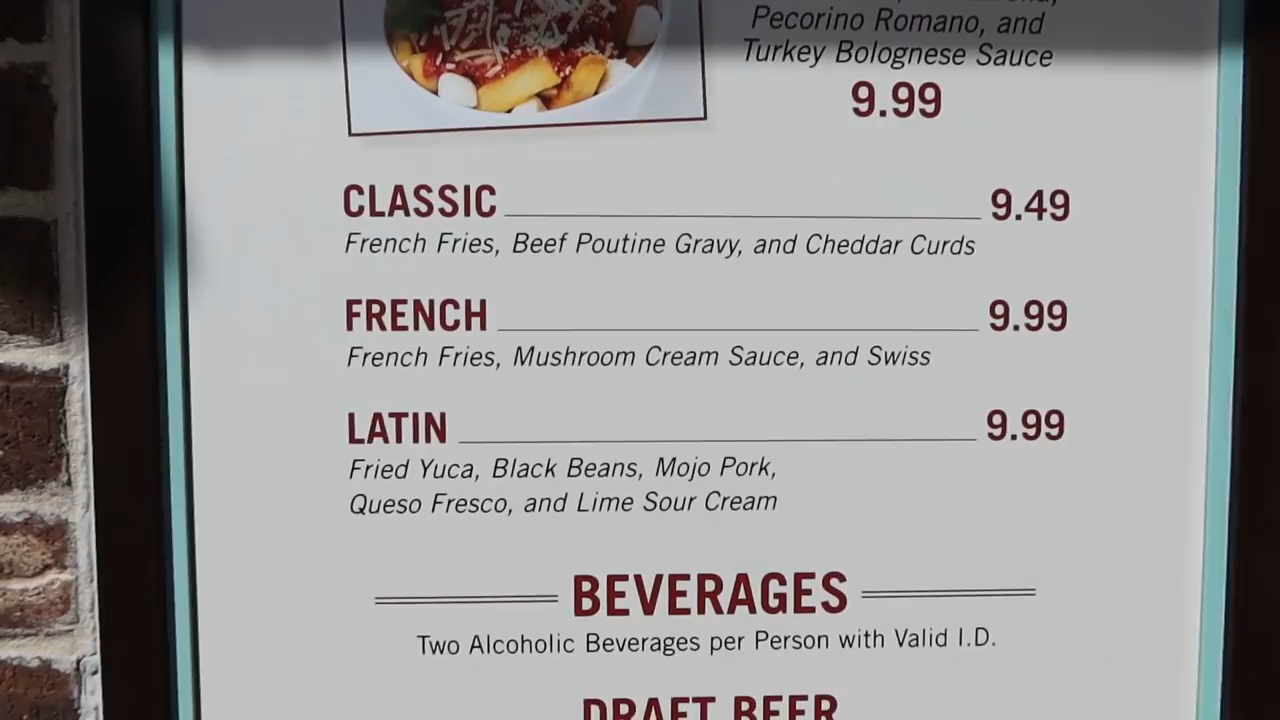 Pecorino Romano, and
Turkey Bolognese Sauce
9.99
CLASSIC 9.49
French Fries, Beef Poutine Gravy, and Cheddar Curds
FRENCH 9.99
French Fries, Mushroom Cream Sauce, and Swiss
LATIN 9.99
Fried Yuca, Black Beans, Mojo Pork,
Queso Fresco, and Lime Sour Cream
BEVERAGES
Two Alcoholic Beverages per Person with Valid I.D.
DRAFT BEER